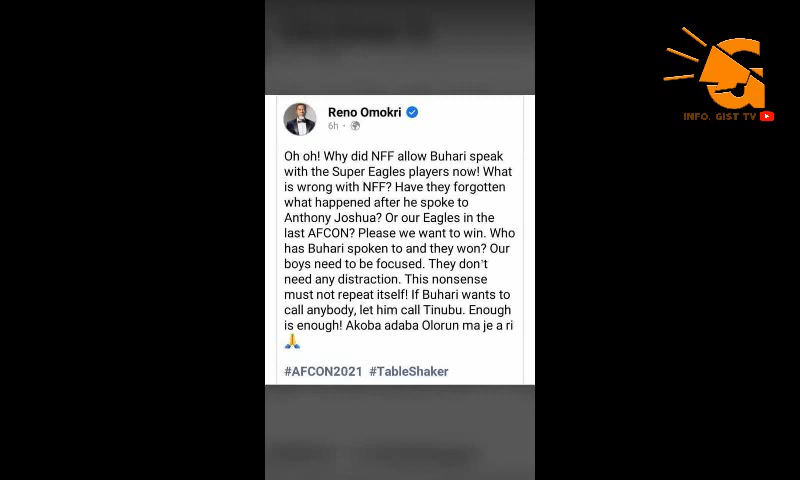 Reno Omokri
6h ·
Oh oh! Why did NFF allow Buhari speak
with the Super Eagles players now! What
is wrong with NFF? Have they forgotten
what happened after he spoke to
Anthony Joshua? Or our Eagles in the
last AFCON? Please we want to win. Who
has Buhari spoken to and they won? Our
boys need to be focused. They don't
need any distraction. This nonsense
must not repeat itself! If Buhari wants to
call anybody, let him call Tinubu. Enough
is enough! Akoba adaba Olorun ma je a ri
🙏
#AFCON2021 #TableShaker
INFO. GIST TV